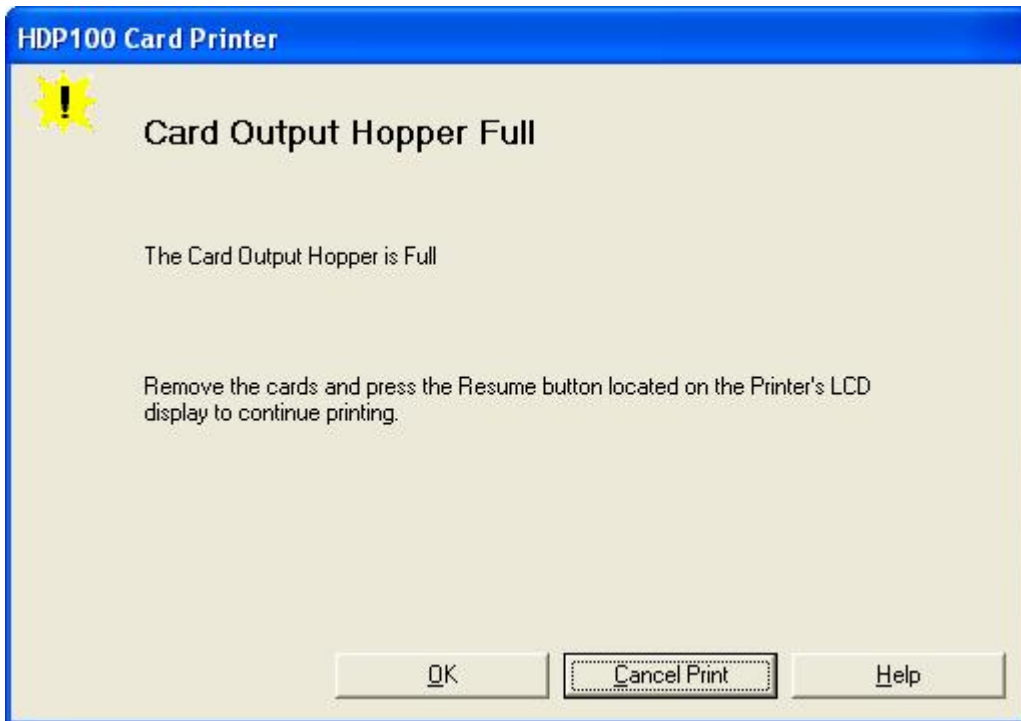 HDP100 Card Printer
!
Card Output Hopper Full
The Card Output Hopper is Full
Remove the cards and press the Resume button located on the Printer's LCD
display to continue printing.
OK Cancel Print Help